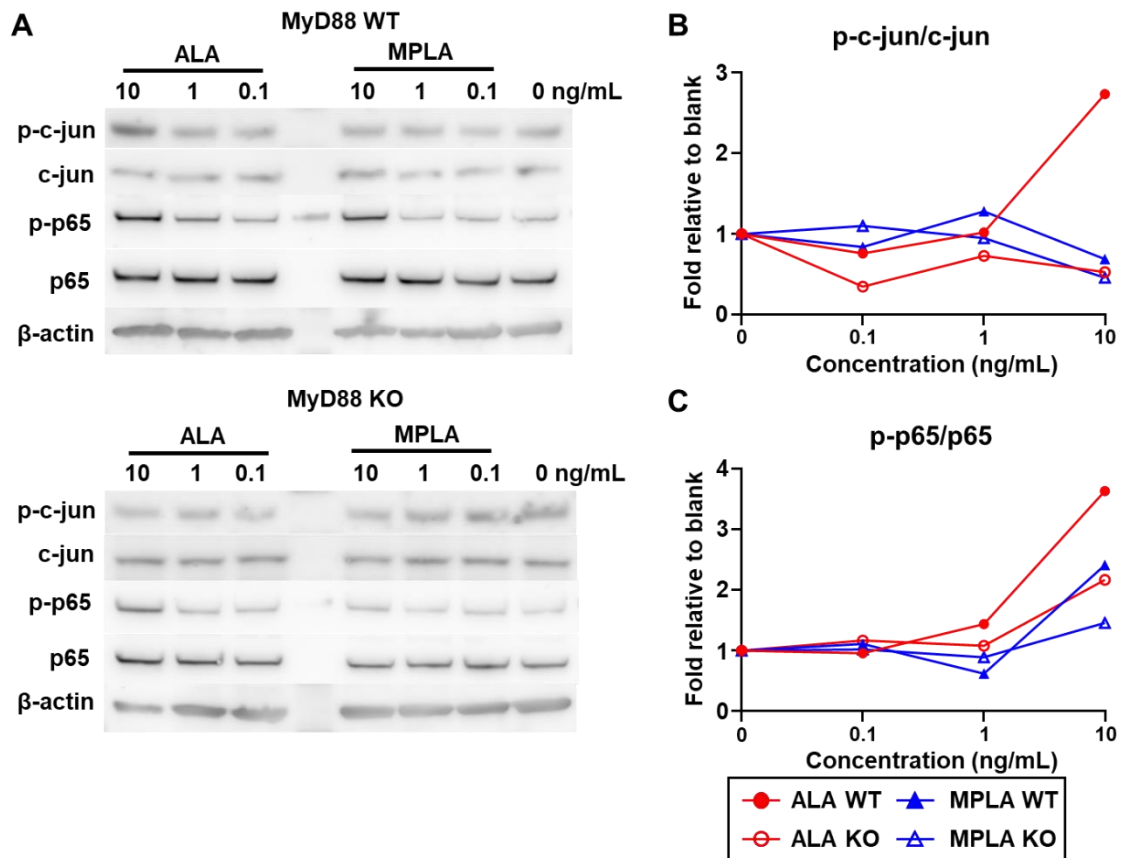 A
MyD88 WT
ALA MPLA
10 1 0.1 10 1 0.1 0 ng/mL
p-c-jun
c-jun
p-p65
p65
β-actin
MyD88 KO
ALA MPLA
10 1 0.1 10 1 0.1 0 ng/mL
p-c-jun
c-jun
p-p65
p65
β-actin
B
p-c-jun/c-jun
Fold relative to blank
3
2
1
0
0 0.1 1 10
Concentration (ng/mL)
C
p-p65/p65
Fold relative to blank
4
3
2
1
0
0 0.1 1 10
Concentration (ng/mL)
ALA WT MPLA WT
ALA KO MPLA KO